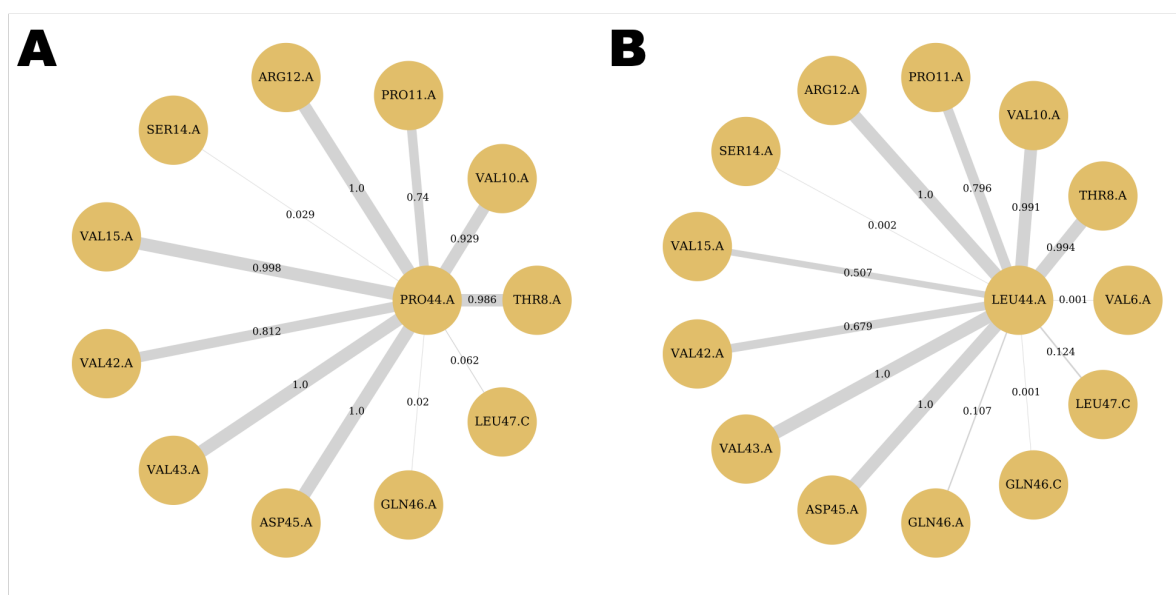 A
ARG12.A
PRO11.A
SER14.A
VAL10.A
1.0
0.74
0.029
VAL15.A
0.929
0.998
PRO44.A
0.986
THR8.A
0.812
VAL42.A
0.062
1.0
0.02
1.0
LEU47.C
VAL43.A
GLN46.A
ASP45.A
B
PRO11.A
ARG12.A
VAL10.A
SER14.A
THR8.A
0.796
1.0
0.991
0.002
VAL15.A
0.994
0.507
LEU44.A
0.001
VAL6.A
0.679
VAL42.A
0.124
1.0
0.001
1.0
0.107
LEU47.C
VAL43.A
GLN46.C
ASP45.A
GLN46.A